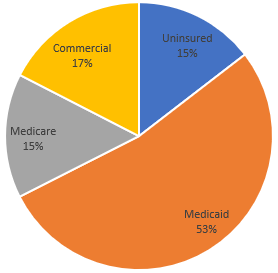 Uninsured
15%
Medicaid
53%
Medicare
15%
Commercial
17%